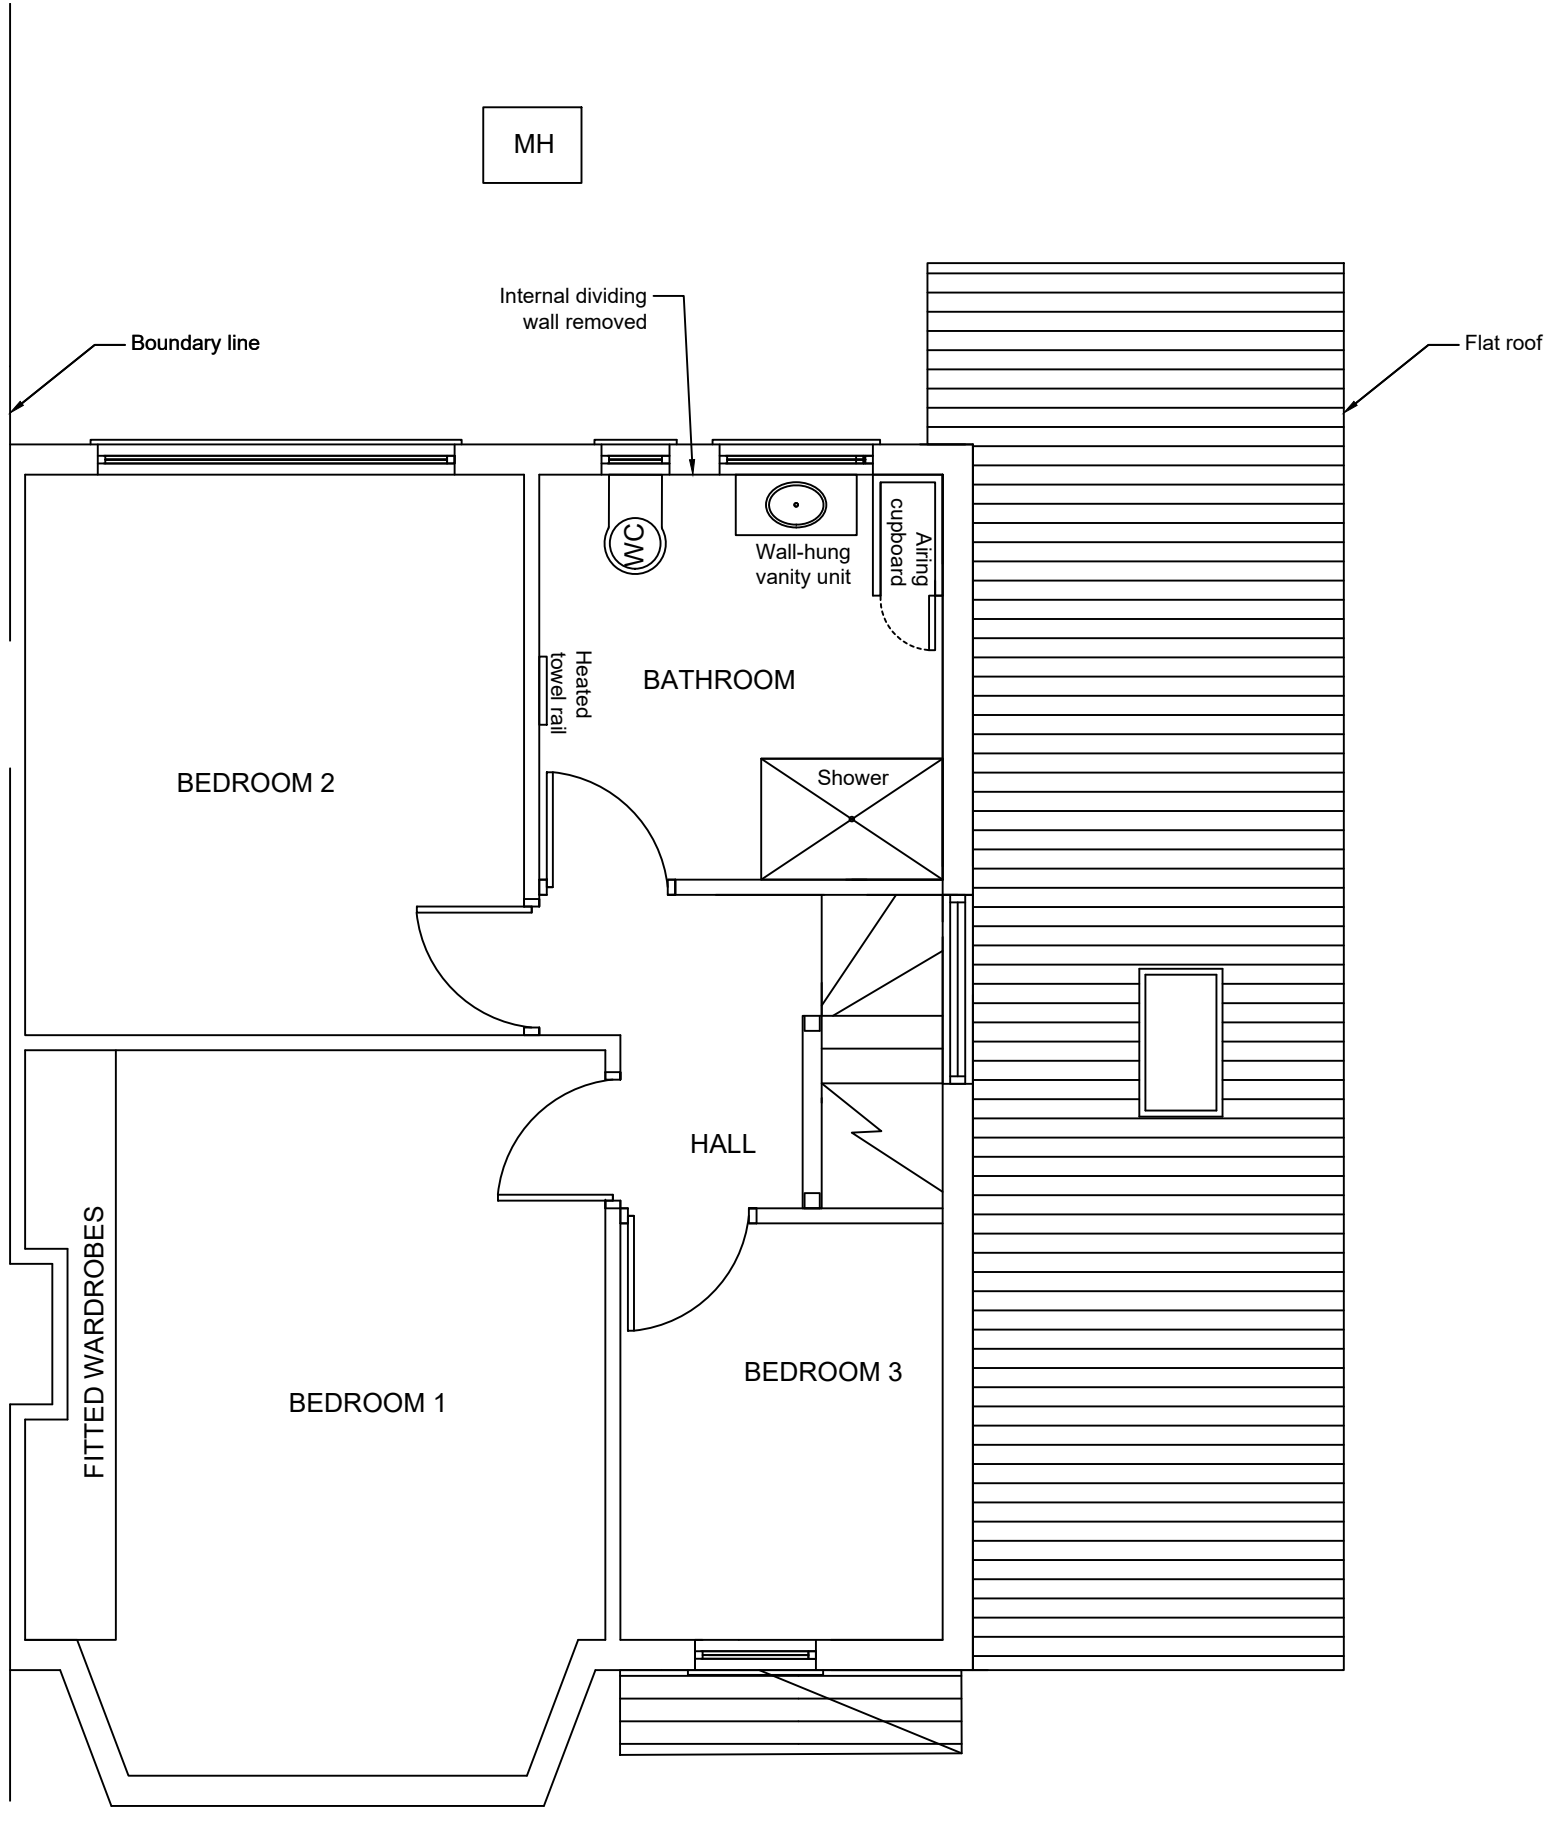 MH
Internal dividing
wall removed
Boundary line
Flat roof
WC
Wall-hung
vanity unit
Airing
cupboard
Heated
towel rail
BATHROOM
Shower
BEDROOM 2
HALL
FITTED WARDROBES
BEDROOM 1
BEDROOM 3